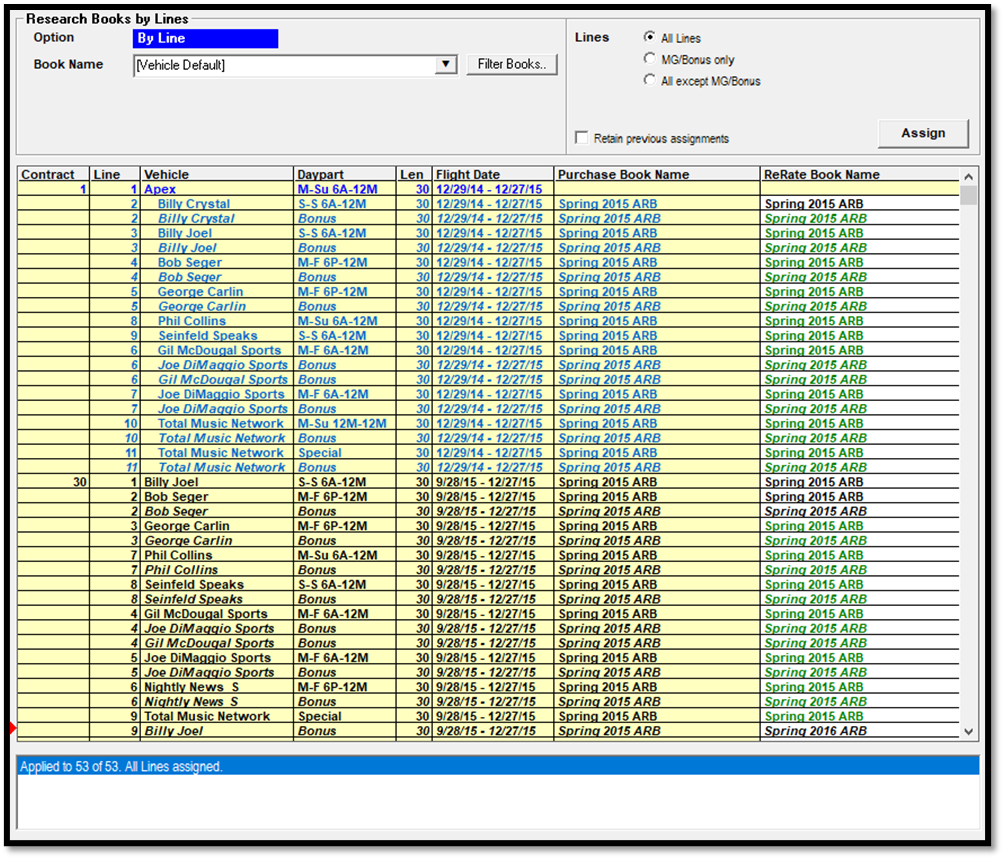 Research Books by Lines
Option By Line
Book Name [Vehicle Default] Filter Books..
Lines All Lines
MG/Bonus only
All except MG/Bonus
Retain previous assignments Assign
Contract Line Vehicle Daypart Len Flight Date Purchase Book Name ReRate Book Name
1 1 Apex M-Su 6A-12M 30 12/29/14 - 12/27/15
2 Billy Crystal S-S 6A-12M 30 12/29/14 - 12/27/15 Spring 2015 ARB Spring 2015 ARB
2 Billy Crystal Bonus 30 12/29/14 - 12/27/15 Spring 2015 ARB Spring 2015 ARB
3 Billy Joel S-S 6A-12M 30 12/29/14 - 12/27/15 Spring 2015 ARB Spring 2015 ARB
3 Billy Joel Bonus 30 12/29/14 - 12/27/15 Spring 2015 ARB Spring 2015 ARB
4 Bob Seger M-F 6P-12M 30 12/29/14 - 12/27/15 Spring 2015 ARB Spring 2015 ARB
4 Bob Seger Bonus 30 12/29/14 - 12/27/15 Spring 2015 ARB Spring 2015 ARB
5 George Carlin M-F 6P-12M 30 12/29/14 - 12/27/15 Spring 2015 ARB Spring 2015 ARB
5 George Carlin Bonus 30 12/29/14 - 12/27/15 Spring 2015 ARB Spring 2015 ARB
8 Phil Collins M-Su 6A-12M 30 12/29/14 - 12/27/15 Spring 2015 ARB Spring 2015 ARB
9 Seinfeld Speaks S-S 6A-12M 30 12/29/14 - 12/27/15 Spring 2015 ARB Spring 2015 ARB
6 Gil McDougal Sports M-F 6A-12M 30 12/29/14 - 12/27/15 Spring 2015 ARB Spring 2015 ARB
6 Joe DiMaggio Sports Bonus 30 12/29/14 - 12/27/15 Spring 2015 ARB Spring 2015 ARB
6 Gil McDougal Sports Bonus 30 12/29/14 - 12/27/15 Spring 2015 ARB Spring 2015 ARB
7 Joe DiMaggio Sports M-F 6A-12M 30 12/29/14 - 12/27/15 Spring 2015 ARB Spring 2015 ARB
7 Joe DiMaggio Sports Bonus 30 12/29/14 - 12/27/15 Spring 2015 ARB Spring 2015 ARB
10 Total Music Network M-Su 12M-12M 30 12/29/14 - 12/27/15 Spring 2015 ARB Spring 2015 ARB
10 Total Music Network Bonus 30 12/29/14 - 12/27/15 Spring 2015 ARB Spring 2015 ARB
11 Total Music Network Special 30 12/29/14 - 12/27/15 Spring 2015 ARB Spring 2015 ARB
11 Total Music Network Bonus 30 12/29/14 - 12/27/15 Spring 2015 ARB Spring 2015 ARB
30 1 Billy Joel S-S 6A-12M 30 9/28/15 - 12/27/15 Spring 2015 ARB Spring 2015 ARB
2 Bob Seger M-F 6P-12M 30 9/28/15 - 12/27/15 Spring 2015 ARB Spring 2015 ARB
2 Bob Seger Bonus 30 9/28/15 - 12/27/15 Spring 2015 ARB Spring 2015 ARB
3 George Carlin M-F 6P-12M 30 9/28/15 - 12/27/15 Spring 2015 ARB Spring 2015 ARB
3 George Carlin Bonus 30 9/28/15 - 12/27/15 Spring 2015 ARB Spring 2015 ARB
7 Phil Collins M-Su 6A-12M 30 9/28/15 - 12/27/15 Spring 2015 ARB Spring 2015 ARB
7 Phil Collins Bonus 30 9/28/15 - 12/27/15 Spring 2015 ARB Spring 2015 ARB
8 Seinfeld Speaks S-S 6A-12M 30 9/28/15 - 12/27/15 Spring 2015 ARB Spring 2015 ARB
8 Seinfeld Speaks Bonus 30 9/28/15 - 12/27/15 Spring 2015 ARB Spring 2015 ARB
4 Gil McDougal Sports M-F 6A-12M 30 9/28/15 - 12/27/15 Spring 2015 ARB Spring 2015 ARB
4 Joe DiMaggio Sports Bonus 30 9/28/15 - 12/27/15 Spring 2015 ARB Spring 2015 ARB
4 Gil McDougal Sports Bonus 30 9/28/15 - 12/27/15 Spring 2015 ARB Spring 2015 ARB
5 Joe DiMaggio Sports M-F 6A-12M 30 9/28/15 - 12/27/15 Spring 2015 ARB Spring 2015 ARB
5 Joe DiMaggio Sports Bonus 30 9/28/15 - 12/27/15 Spring 2015 ARB Spring 2015 ARB
6 Nightly News_S M-F 6P-12M 30 9/28/15 - 12/27/15 Spring 2015 ARB Spring 2015 ARB
6 Nightly News_S Bonus 30 9/28/15 - 12/27/15 Spring 2015 ARB Spring 2015 ARB
9 Total Music Network Special 30 9/28/15 - 12/27/15 Spring 2015 ARB Spring 2015 ARB
9 Billy Joel Bonus 30 9/28/15 - 12/27/15 Spring 2015 ARB Spring 2016 ARB
Applied to 53 of 53. All Lines assigned.